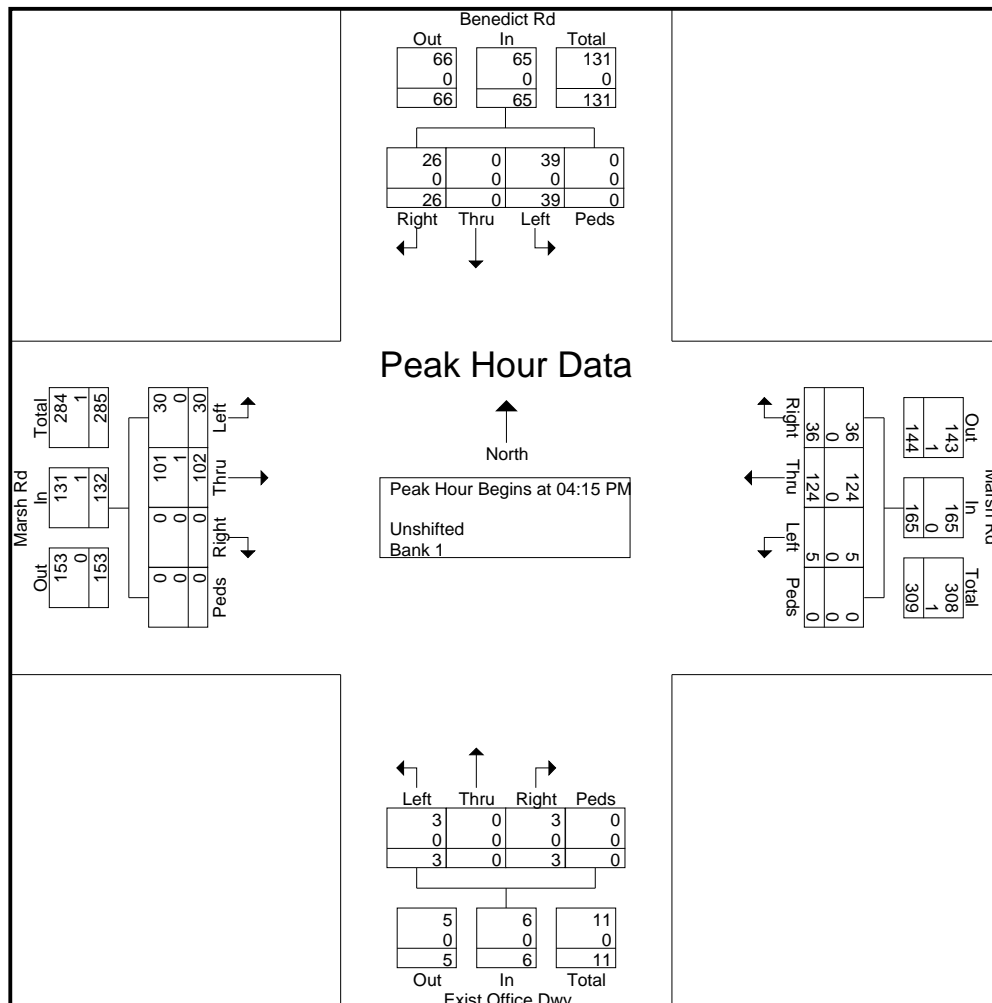 Benedict Rd
Out In Total
66 65 131
0 0 0
66 65 131
26 0 39 0
0 0 0 0
26 0 39 0
Right Thru Left Peds
Peak Hour Data
North
Peak Hour Begins at 04:15 PM
Unshifted
Bank 1
Marsh Rd
Out In Total
153 131 284
0 1 1
153 132 285
0 0 101 30
0 0 1 0
0 0 102 30
Peds Right Thru Left
Marsh Rd
Out In Total
143 165 308
1 0 1
144 165 309
36 124 5 0
0 0 0 0
36 124 5 0
Right Thru Left Peds
Left Thru Right Peds
3 0 3 0
0 0 0 0
3 0 3 0
5 6 11
0 0 0
5 6 11
Out In Total
Exist Office Dwy